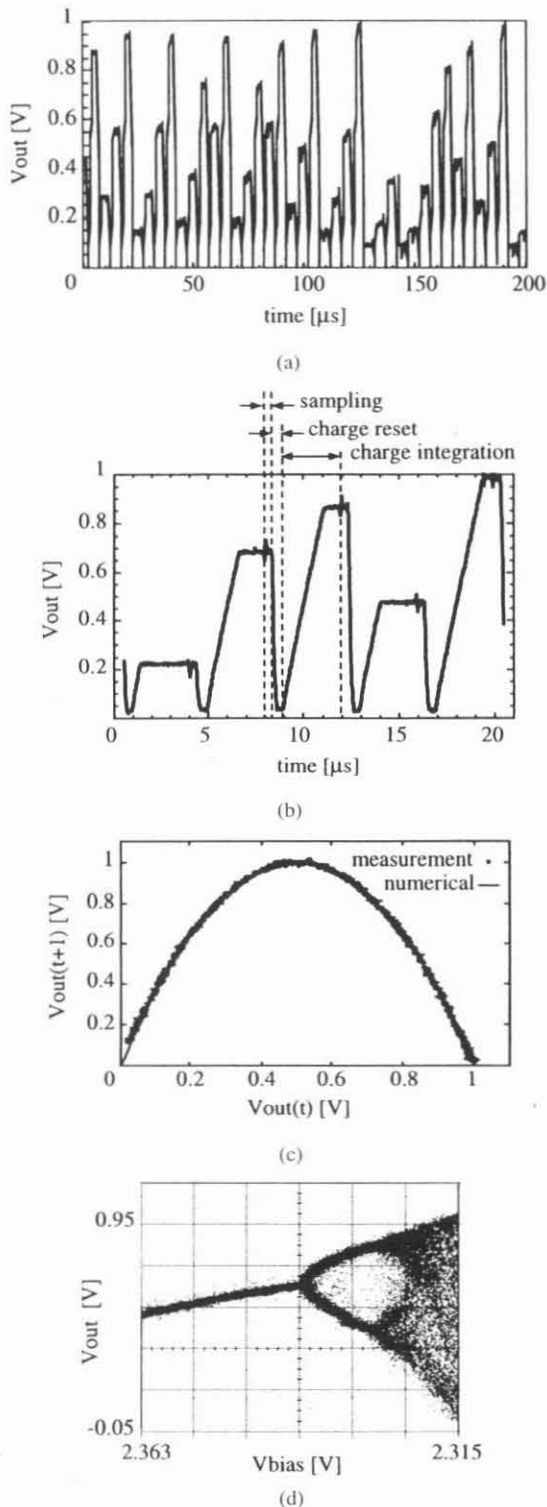 1
0.8
0.6
0.4
0.2
Vout [V]
0 50 100 150 200
time [μs]
(a)
sampling
charge reset
charge integration
1
0.8
0.6
0.4
0.2
Vout [V]
0 5 10 15 20
time [μs]
(b)
measurement
numerical
1
0.8
0.6
0.4
0.2
Vout(t+1) [V]
0 0.2 0.4 0.6 0.8 1
Vout(t) [V]
(c)
0.95
Vout [V]
-0.05
2.363 2.315
Vbias [V]
(d)